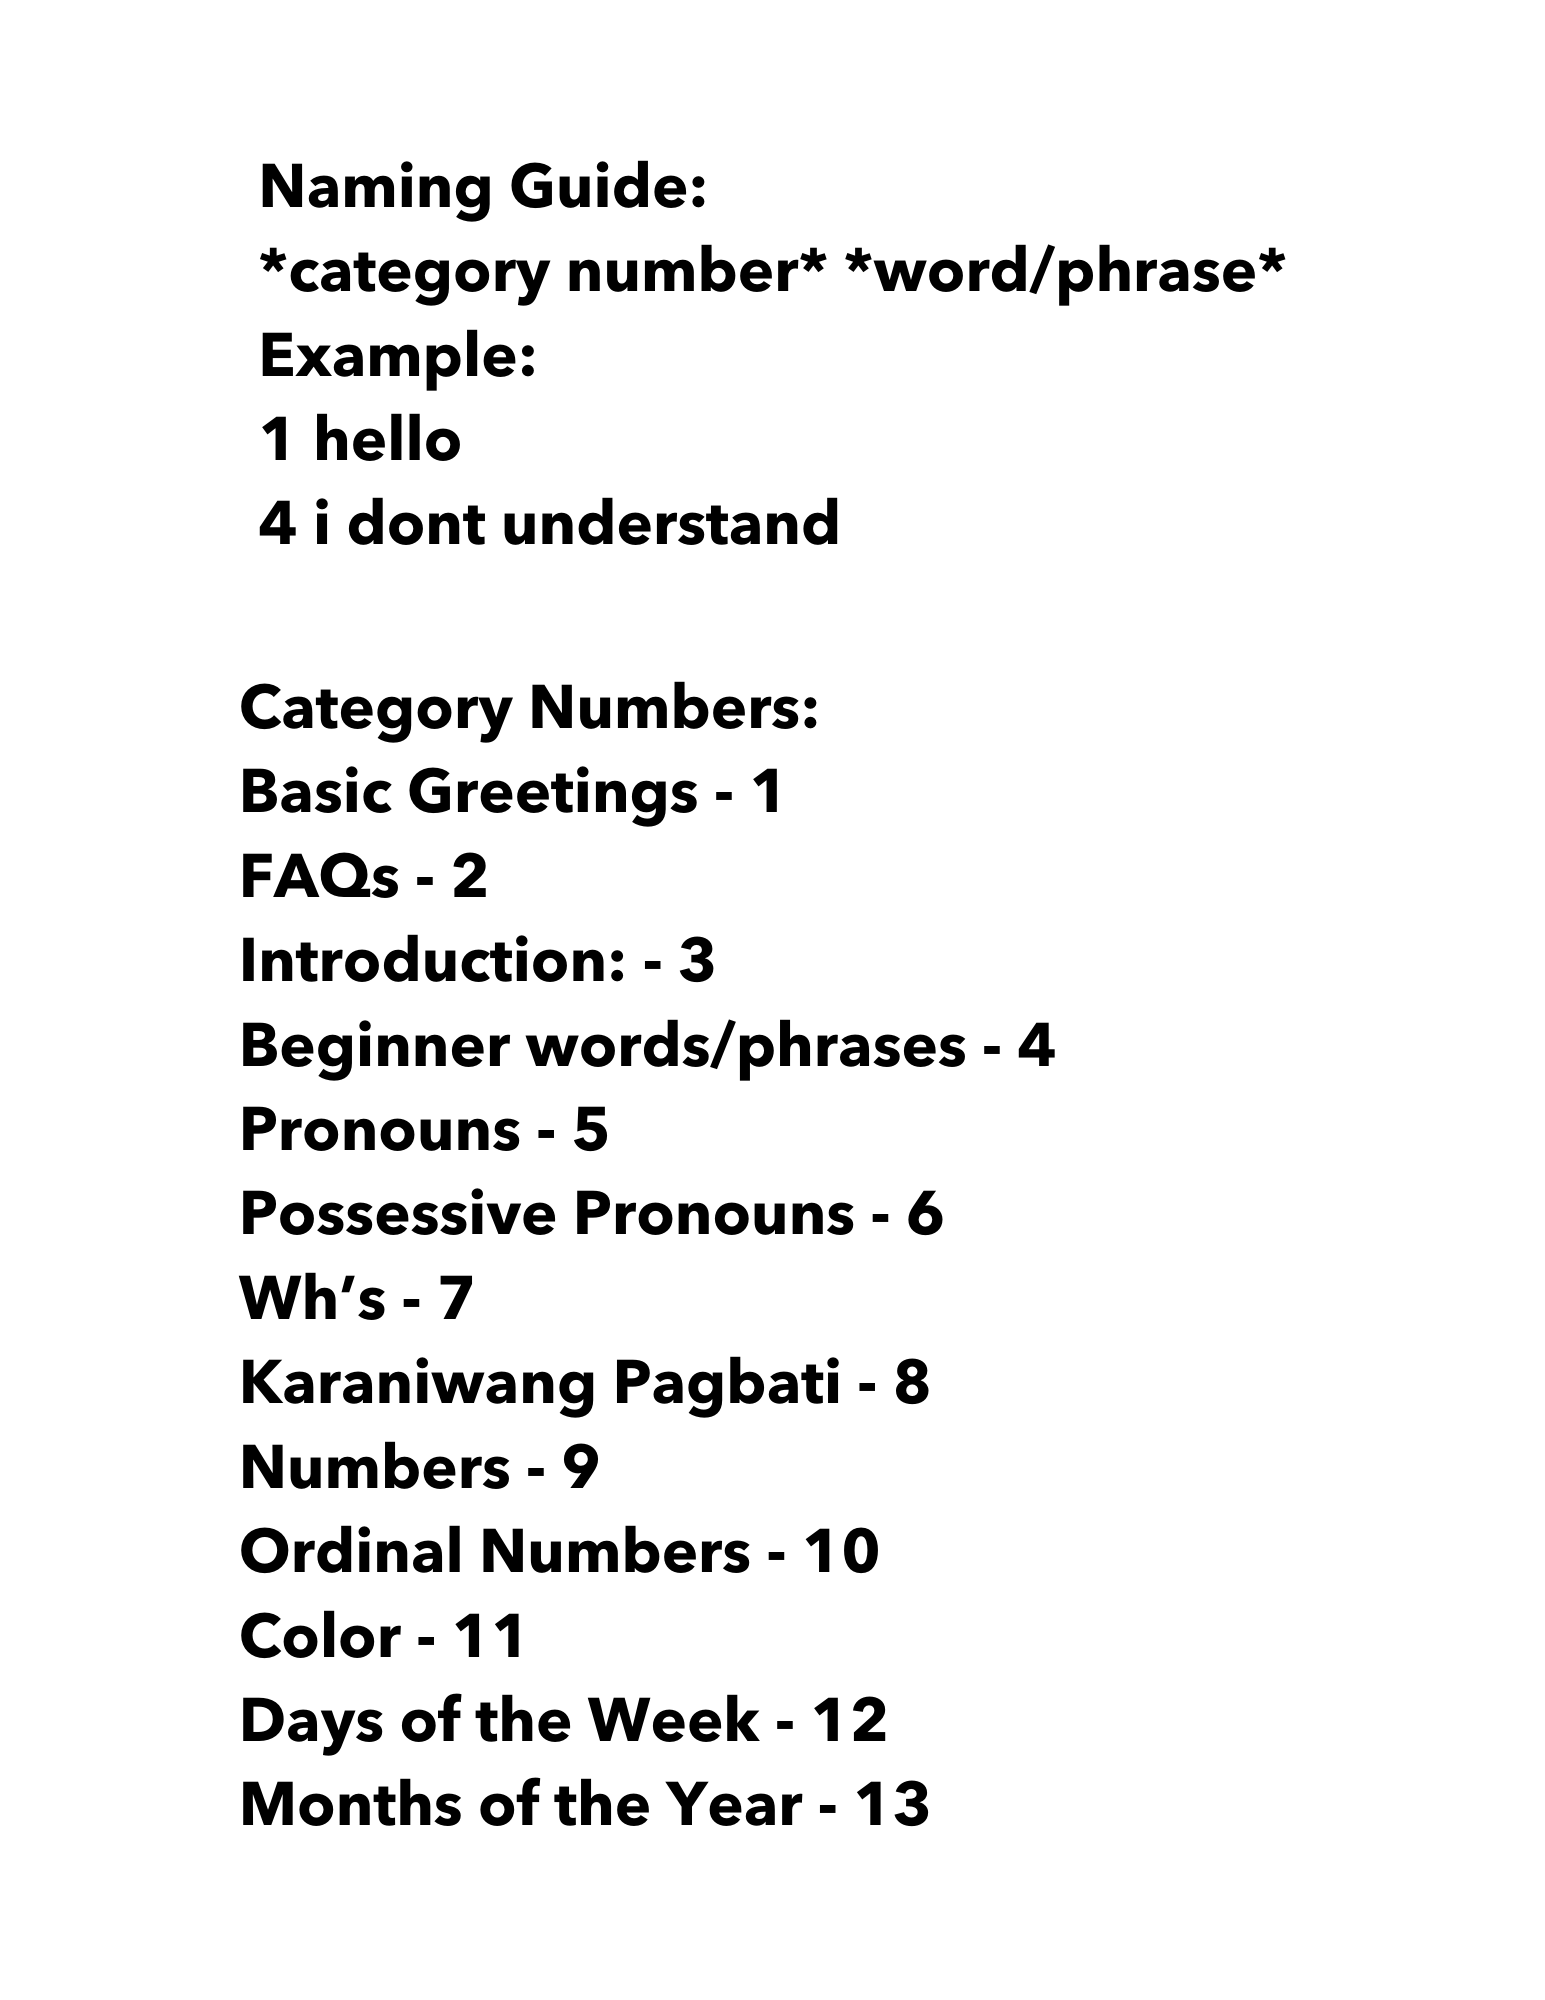 Naming Guide:
*category number* *word/phrase*
Example:
1 hello
4 i dont understand
Category Numbers:
Basic Greetings - 1
FAQs - 2
Introduction: - 3
Beginner words/phrases - 4
Pronouns - 5
Possessive Pronouns - 6
Wh’s - 7
Karaniwang Pagbati - 8
Numbers - 9
Ordinal Numbers - 10
Color - 11
Days of the Week - 12
Months of the Year - 13